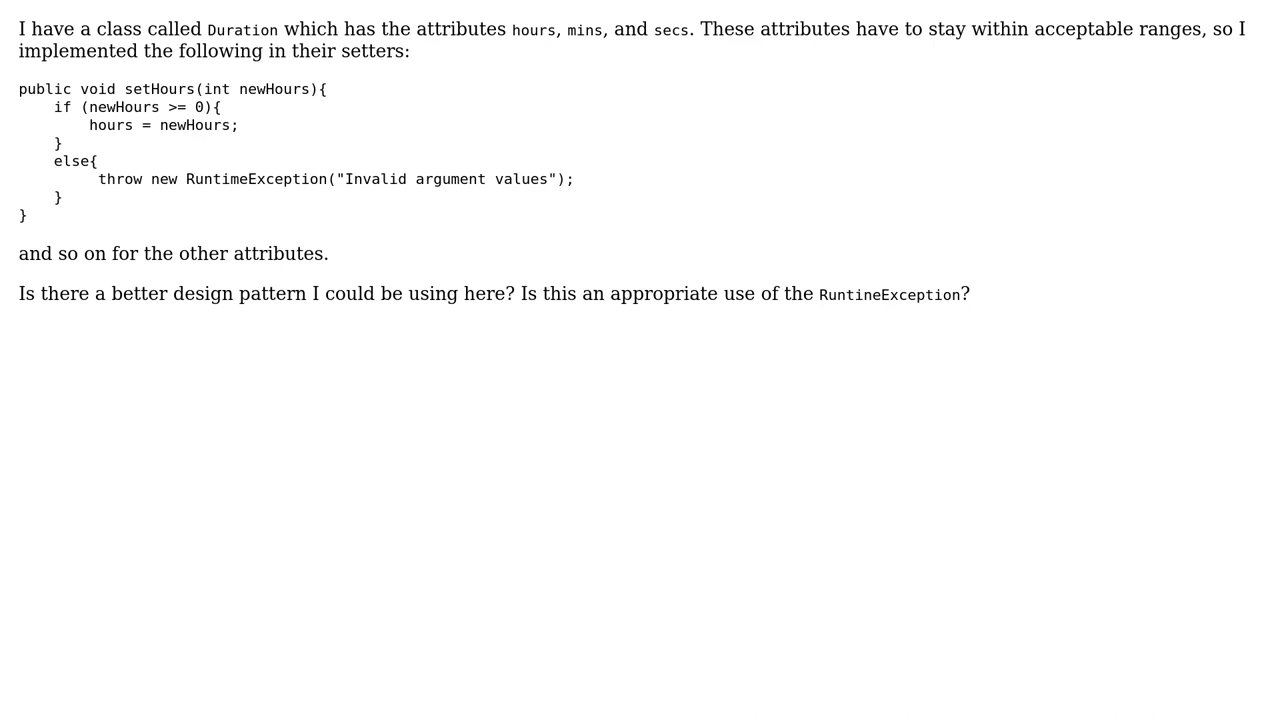 I have a class called Duration which has the attributes hours, mins, and secs. These attributes have to stay within acceptable ranges, so I
implemented the following in their setters:
public void setHours(int newHours){
    if (newHours >= 0){
        hours = newHours;
    }
    else{
         throw new RuntimeException("Invalid argument values");
    }
}
and so on for the other attributes.
Is there a better design pattern I could be using here? Is this an appropriate use of the RuntineException?